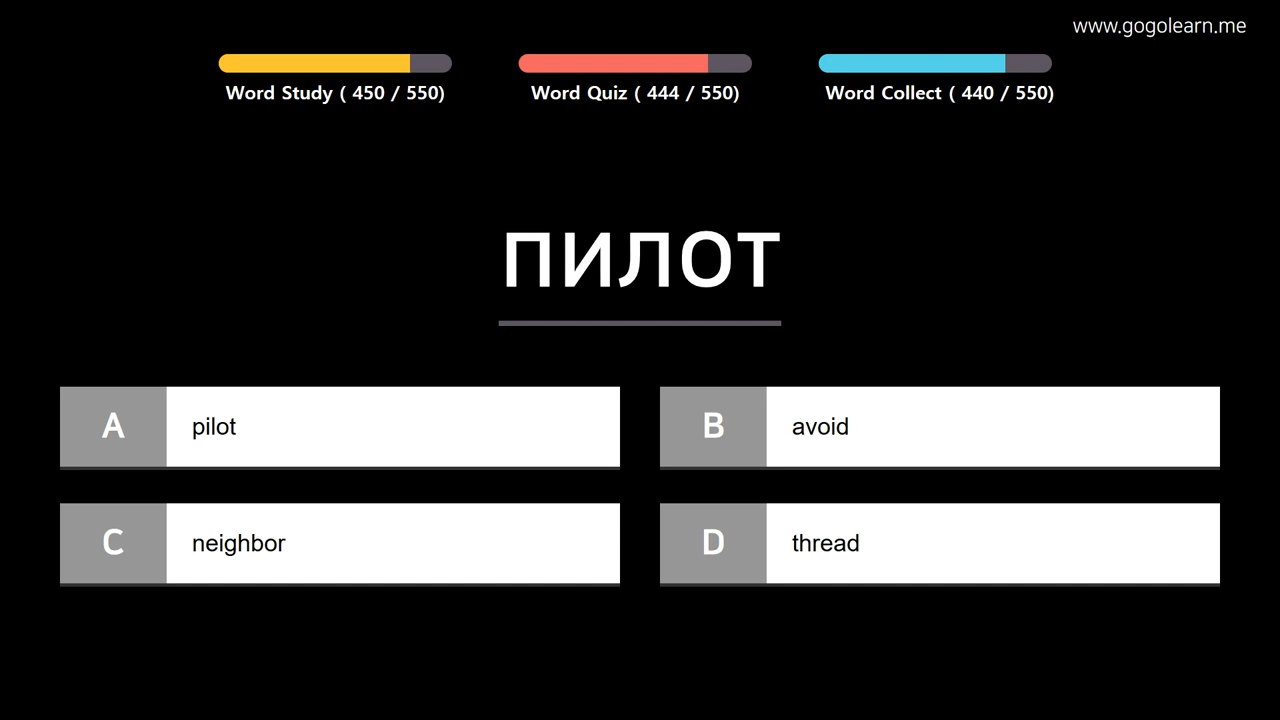 www.gogolearn.me
Word Study ( 450 / 550)
Word Quiz ( 444 / 550)
Word Collect ( 440 / 550)
ПИЛОТ
A pilot
B avoid
C neighbor
D thread